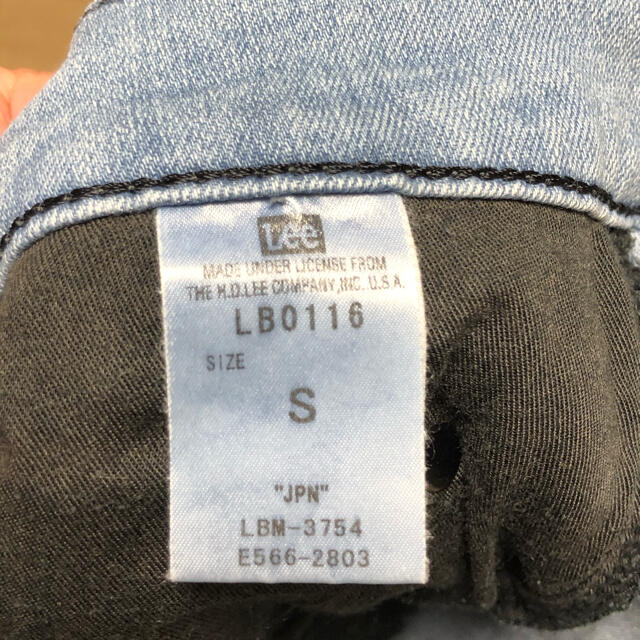 Lee
MADE UNDER LICENSE FROM
THE H.D.LEE COMPANY,INC.,U.S.A.
LB0116
SIZE
S
"JPN"
LBM-3754
E566-2803